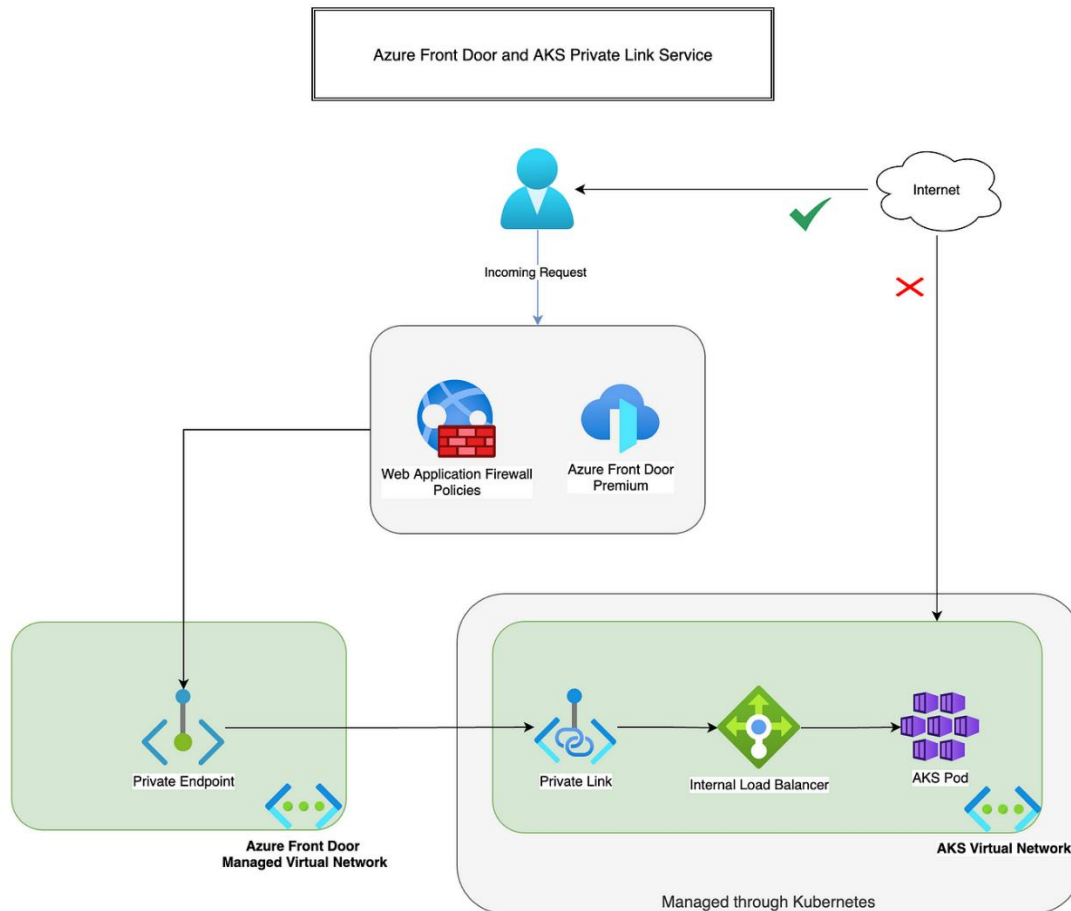 Azure Front Door and AKS Private Link Service
Internet
Incoming Request
Web Application Firewall
Policies
Azure Front Door
Premium
Private Endpoint
Private Link
Internal Load Balancer
AKS Pod
Azure Front Door
Managed Virtual Network
AKS Virtual Network
Managed through Kubernetes